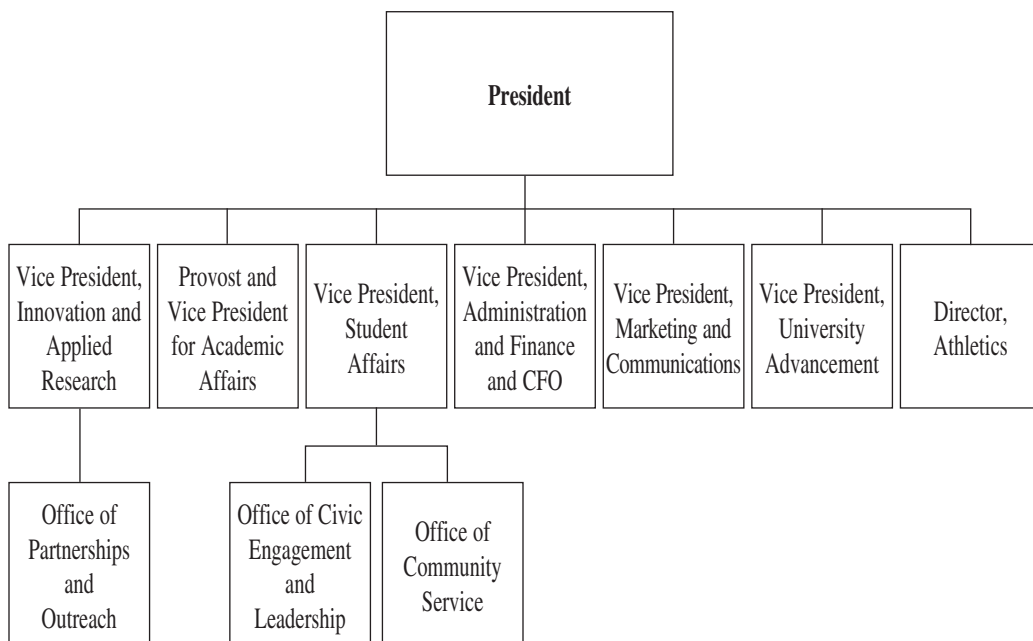 President
Vice President,
Innovation and
Applied
Research
Provost and
Vice President
for Academic
Affairs
Vice President,
Student
Affairs
Vice President,
Administration
and Finance
and CFO
Vice President,
Marketing and
Communications
Vice President,
University
Advancement
Director,
Athletics
Office of
Partnerships
and
Outreach
Office of Civic
Engagement
and
Leadership
Office of
Community
Service